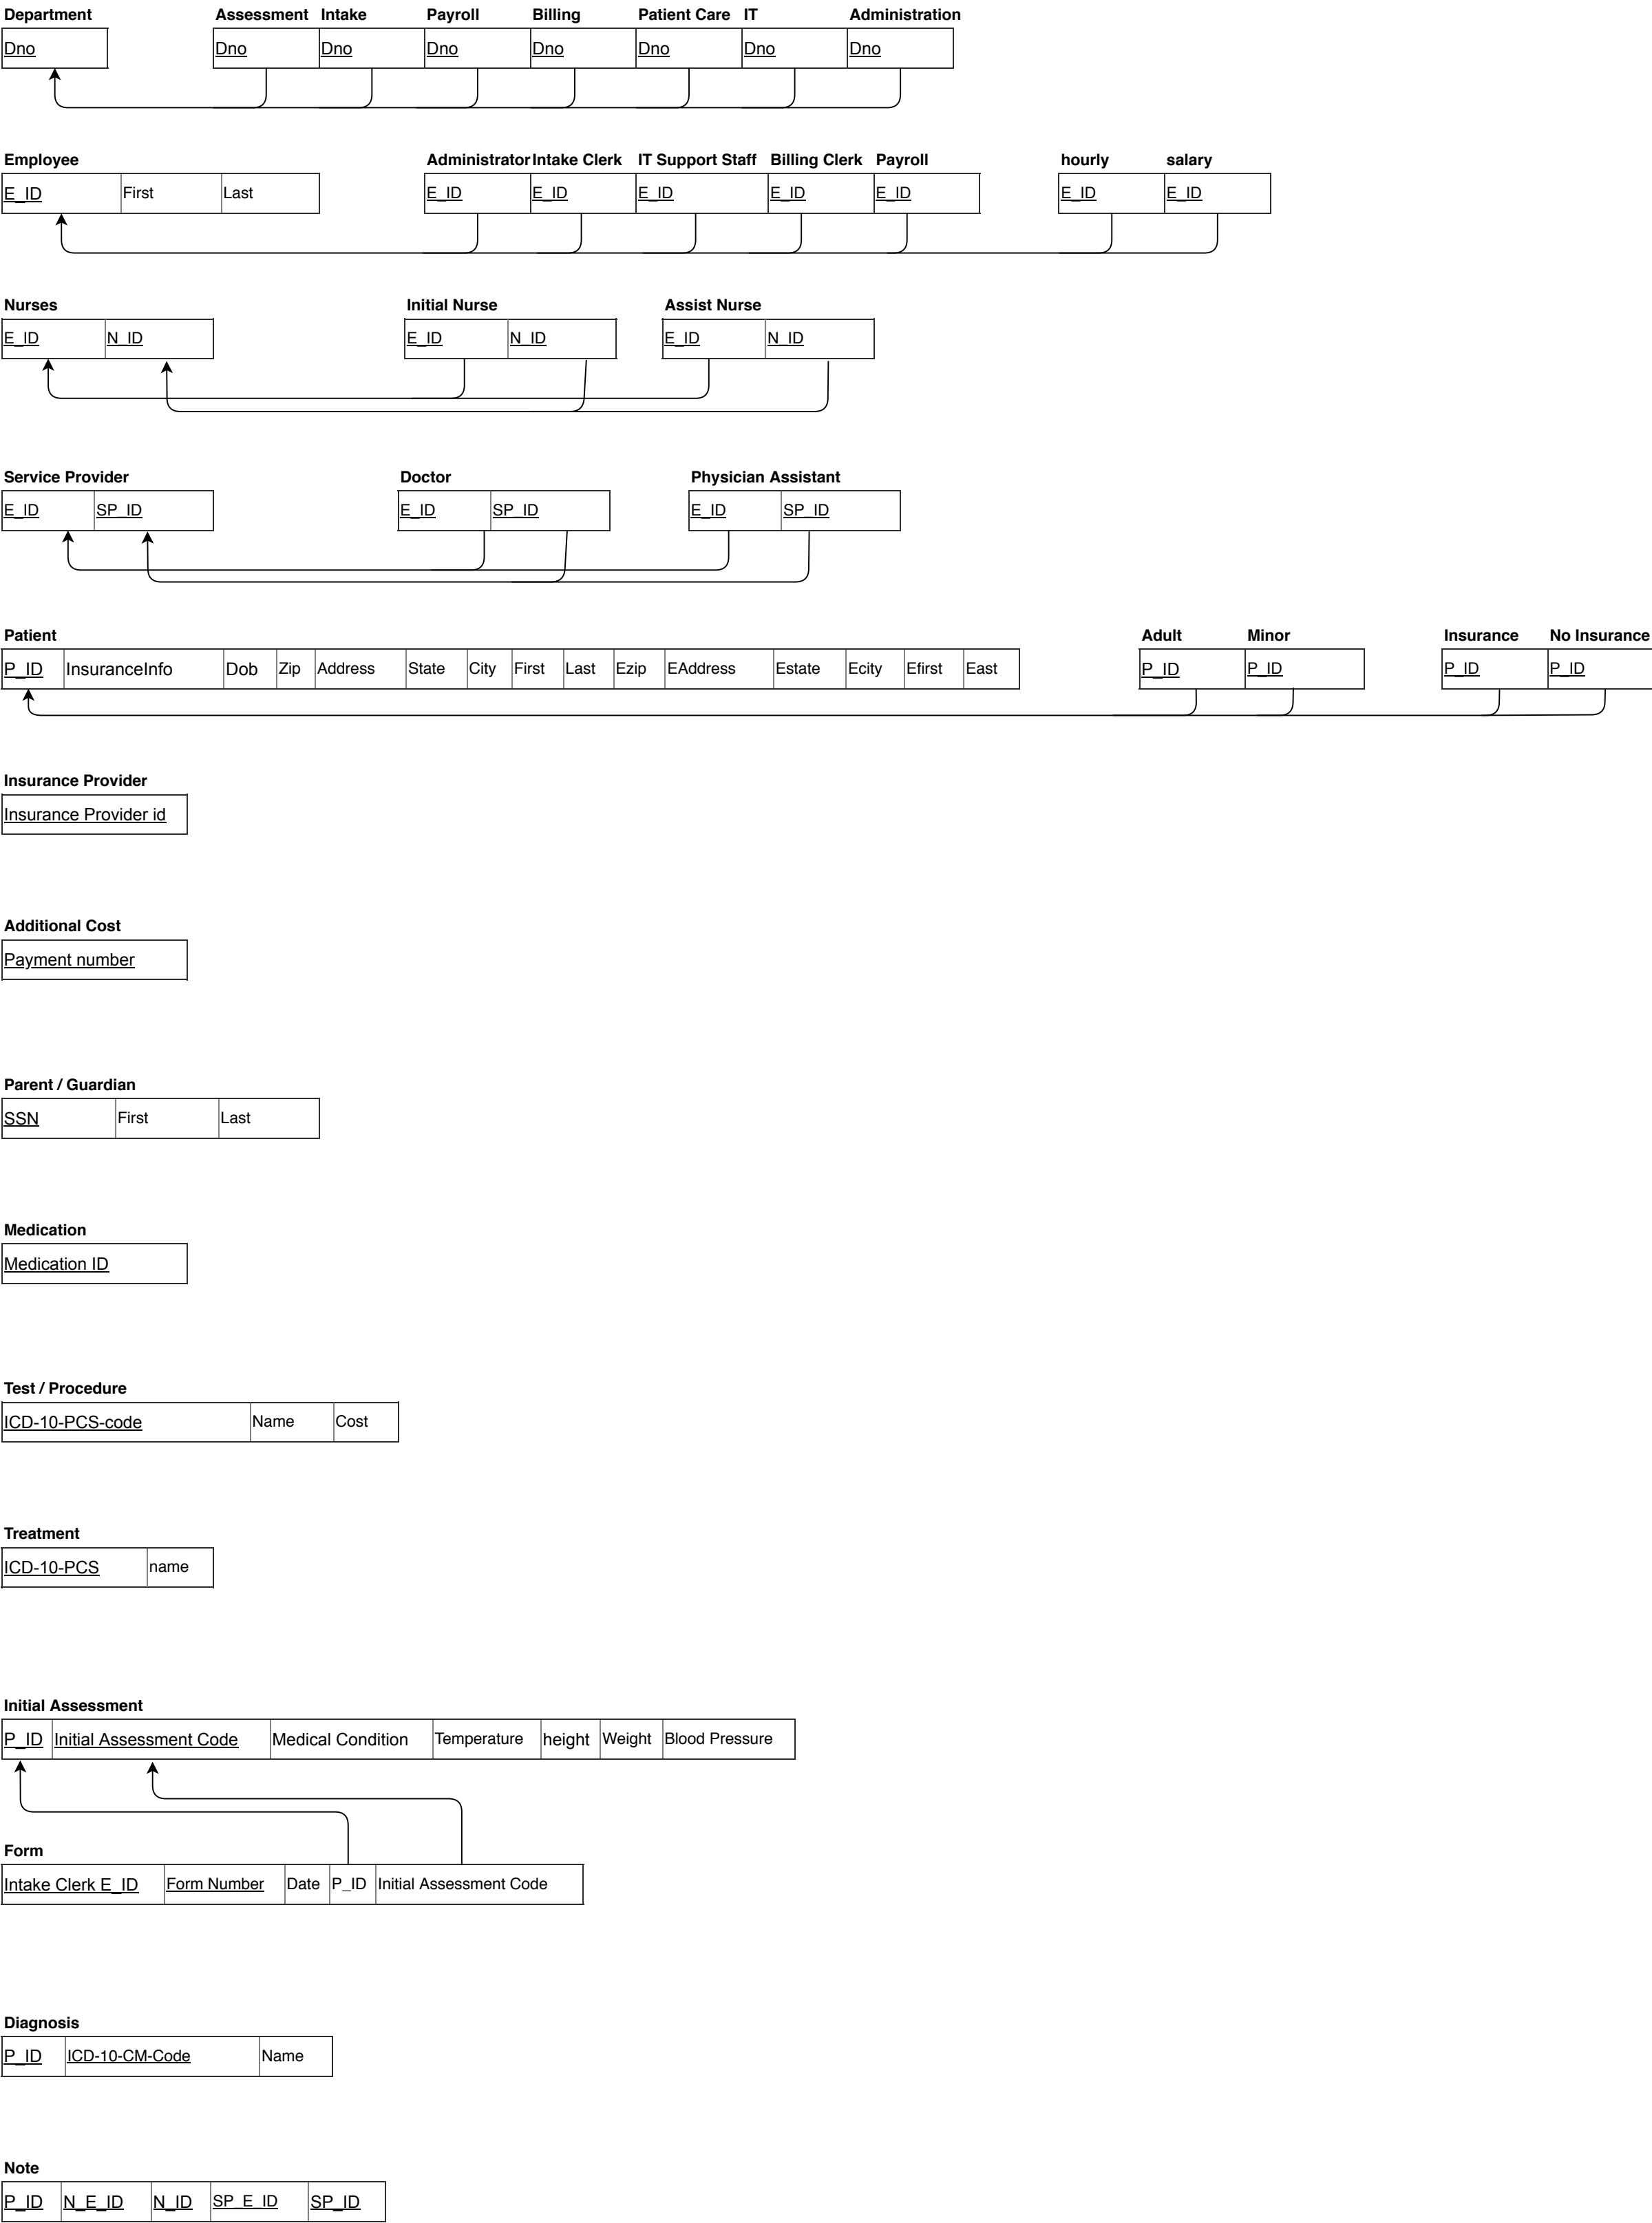 Department Assessment Intake Payroll Billing Patient Care IT Administration
Dno Dno Dno Dno Dno Dno Dno Dno
Employee Administrator Intake Clerk IT Support Staff Billing Clerk Payroll hourly salary
E_ID First Last E_ID E_ID E_ID E_ID E_ID E_ID E_ID
Nurses Initial Nurse Assist Nurse
E_ID N_ID E_ID N_ID E_ID N_ID
Service Provider Doctor Physician Assistant
E_ID SP_ID E_ID SP_ID E_ID SP_ID
Patient Adult Minor Insurance No Insurance
P_ID InsuranceInfo Dob Zip Address State City First Last Ezip EAddress Estate Ecity Efirst East P_ID P_ID P_ID P_ID
Insurance Provider
Insurance Provider id
Additional Cost
Payment number
Parent / Guardian
SSN First Last
Medication
Medication ID
Test / Procedure
ICD-10-PCS-code Name Cost
Treatment
ICD-10-PCS name
Initial Assessment
P_ID Initial Assessment Code Medical Condition Temperature height Weight Blood Pressure
Form
Intake Clerk E_ID Form Number Date P_ID Initial Assessment Code
Diagnosis
P_ID ICD-10-CM-Code Name
Note
P_ID N_E_ID N_ID SP_E_ID SP_ID